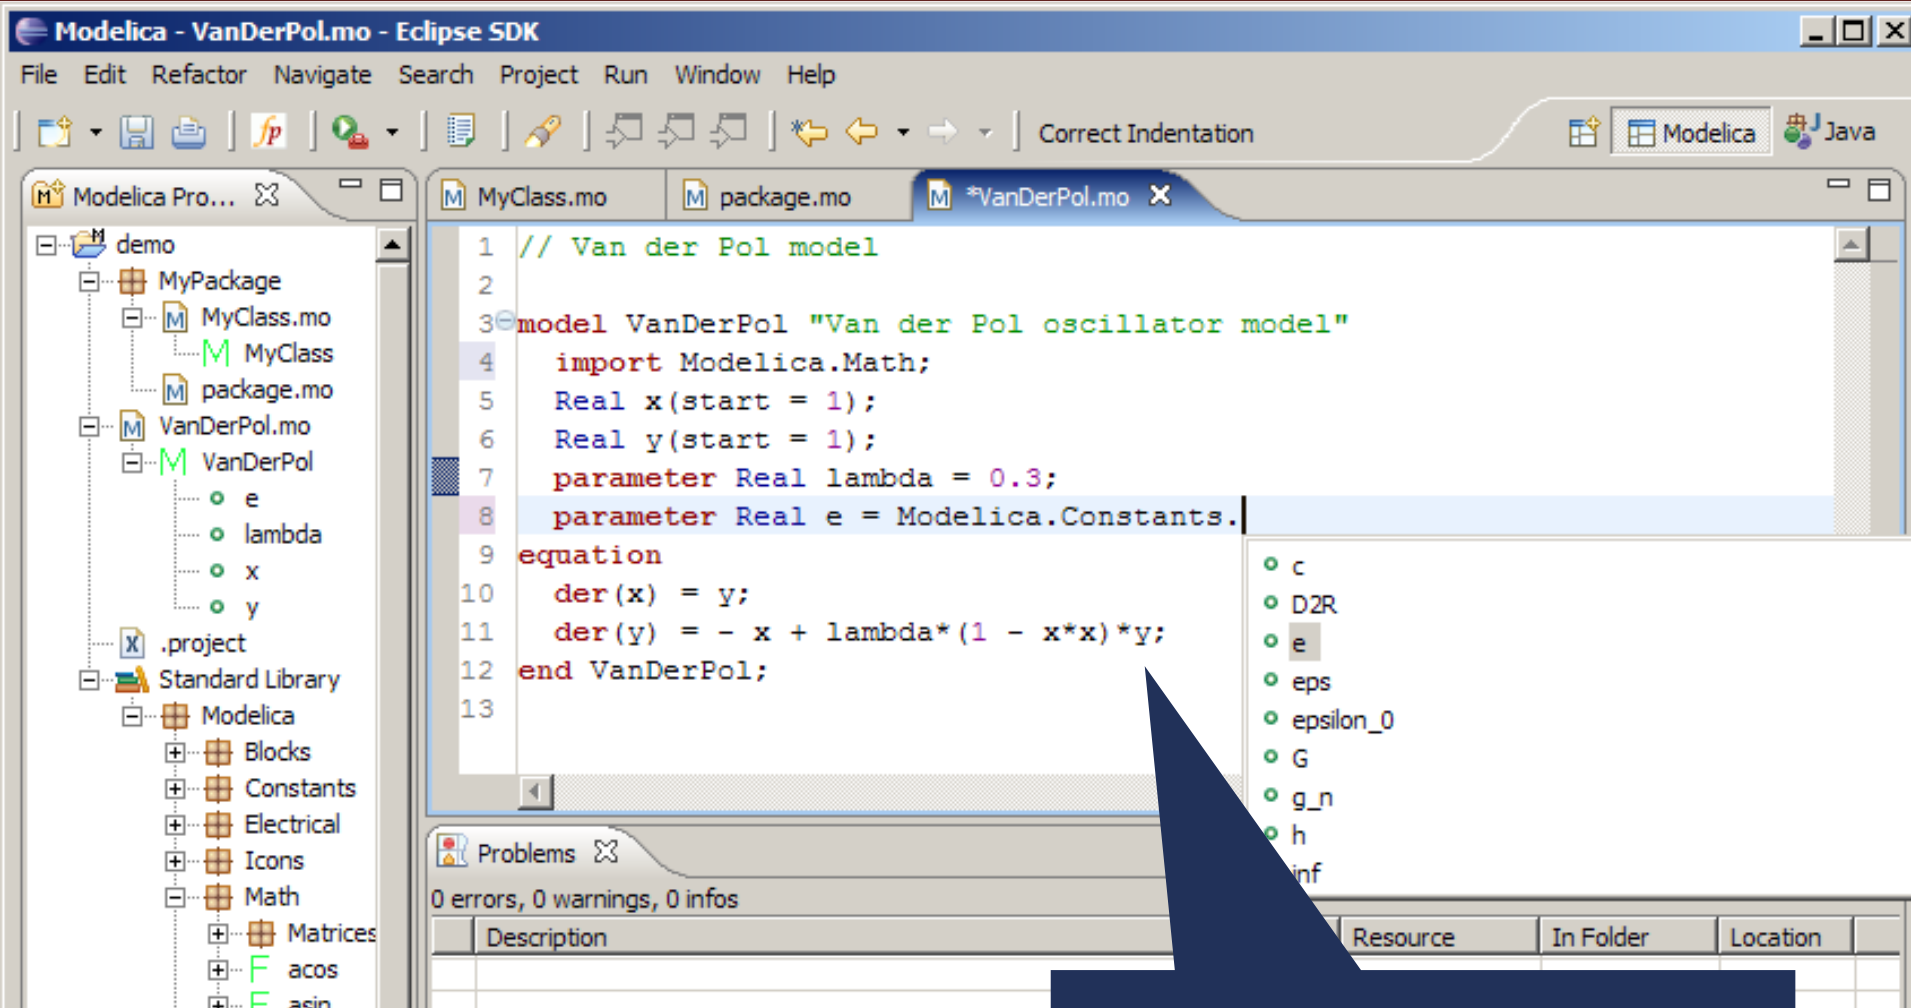 Modelica - VanDerPol.mo - Eclipse SDK
File Edit Refactor Navigate Search Project Run Window Help
fp Correct Indentation Modelica Java
Modelica Pro...
demo
MyPackage
MyClass.mo
MyClass
package.mo
VanDerPol.mo
VanDerPol
e
lambda
x
y
.project
Standard Library
Modelica
Blocks
Constants
Electrical
Icons
Math
Matrices
acos
asin
MyClass.mo package.mo *VanDerPol.mo
1 // Van der Pol model
2
3 model VanDerPol "Van der Pol oscillator model"
4 import Modelica.Math;
5 Real x(start = 1);
6 Real y(start = 1);
7 parameter Real lambda = 0.3;
8 parameter Real e = Modelica.Constants.
9 equation
10 der(x) = y;
11 der(y) = - x + lambda*(1 - x*x)*y;
12 end VanDerPol;
13
c
D2R
e
eps
epsilon_0
G
g_n
h
inf
Problems
0 errors, 0 warnings, 0 infos
Description Resource In Folder Location